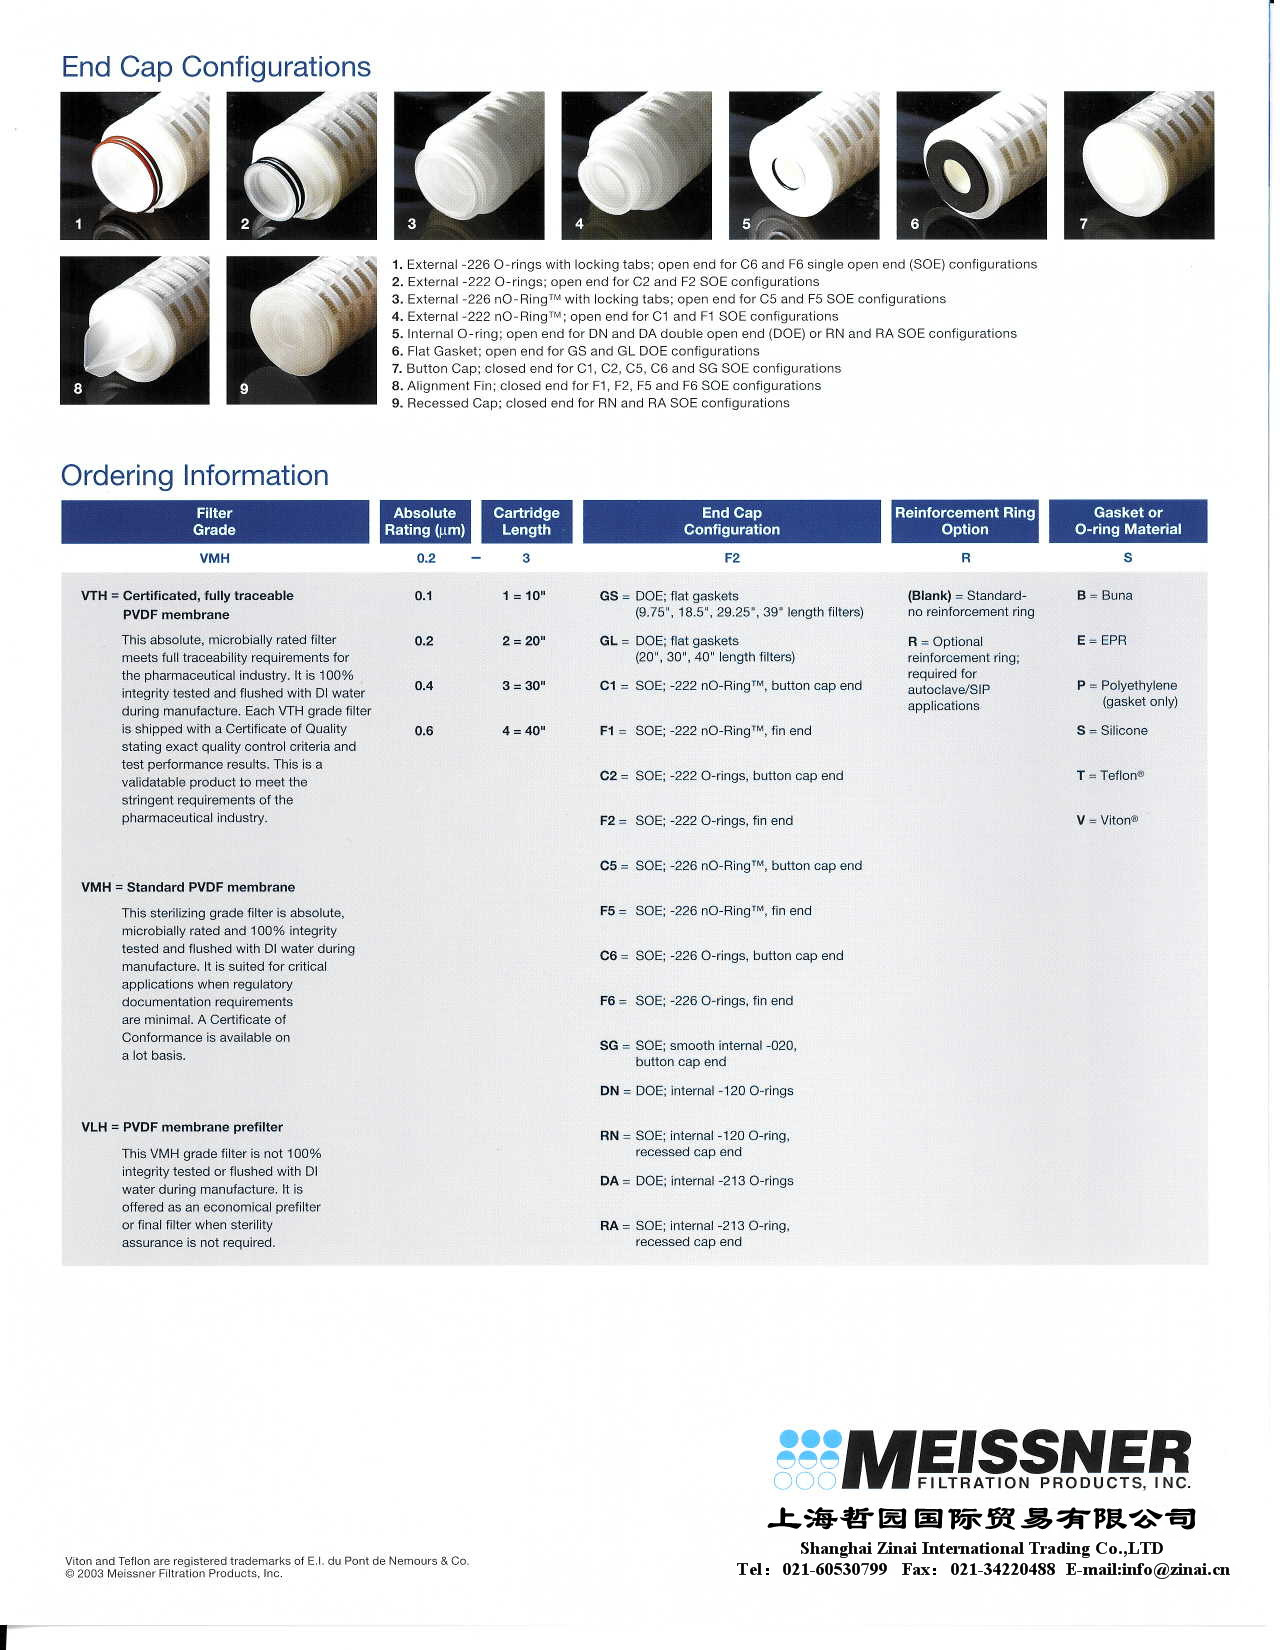 End Cap Configurations
1
2
3
4
5
6
7
8
9
1. External -226 O-rings with locking tabs; open end for C6 and F6 single open end (SOE) configurations
2. External -222 O-rings; open end for C2 and F2 SOE configurations
3. External -226 nO-Ring™ with locking tabs; open end for C5 and F5 SOE configurations
4. External -222 nO-Ring™; open end for C1 and F1 SOE configurations
5. Internal O-ring; open end for DN and DA double open end (DOE) or RN and RA SOE configurations
6. Flat Gasket; open end for GS and GL DOE configurations
7. Button Cap; closed end for C1, C2, C5, C6 and SG SOE configurations
8. Alignment Fin; closed end for F1, F2, F5 and F6 SOE configurations
9. Recessed Cap; closed end for RN and RA SOE configurations
Ordering Information
Filter
Grade
Absolute
Rating (µm)
Cartridge
Length
End Cap
Configuration
Reinforcement Ring
Option
Gasket or
O-ring Material
VMH 0.2 – 3 F2 R S
VTH = Certificated, fully traceable
PVDF membrane
This absolute, microbially rated filter
meets full traceability requirements for
the pharmaceutical industry. It is 100%
integrity tested and flushed with DI water
during manufacture. Each VTH grade filter
is shipped with a Certificate of Quality
stating exact quality control criteria and
test performance results. This is a
validatable product to meet the
stringent requirements of the
pharmaceutical industry.
VMH = Standard PVDF membrane
This sterilizing grade filter is absolute,
microbially rated and 100% integrity
tested and flushed with DI water during
manufacture. It is suited for critical
applications when regulatory
documentation requirements
are minimal. A Certificate of
Conformance is available on
a lot basis.
VLH = PVDF membrane prefilter
This VMH grade filter is not 100%
integrity tested or flushed with DI
water during manufacture. It is
offered as an economical prefilter
or final filter when sterility
assurance is not required.
0.1
0.2
0.4
0.6
1 = 10"
2 = 20"
3 = 30"
4 = 40"
GS = DOE; flat gaskets
(9.75", 18.5", 29.25", 39" length filters)
GL = DOE; flat gaskets
(20", 30", 40" length filters)
C1 = SOE; -222 nO-Ring™, button cap end
F1 = SOE; -222 nO-Ring™, fin end
C2 = SOE; -222 O-rings, button cap end
F2 = SOE; -222 O-rings, fin end
C5 = SOE; -226 nO-Ring™, button cap end
F5 = SOE; -226 nO-Ring™, fin end
C6 = SOE; -226 O-rings, button cap end
F6 = SOE; -226 O-rings, fin end
SG = SOE; smooth internal -020,
button cap end
DN = DOE; internal -120 O-rings
RN = SOE; internal -120 O-ring,
recessed cap end
DA = DOE; internal -213 O-rings
RA = SOE; internal -213 O-ring,
recessed cap end
(Blank) = Standard-
no reinforcement ring
R = Optional
reinforcement ring;
required for
autoclave/SIP
applications
B = Buna
E = EPR
P = Polyethylene
(gasket only)
S = Silicone
T = Teflon®
V = Viton®
MEISSNER
FILTRATION PRODUCTS, INC.
上海哲园国际贸易有限公司
Shanghai Zinai International Trading Co.,LTD
Tel: 021-60530799 Fax: 021-34220488 E-mail:info@zinai.cn
Viton and Teflon are registered trademarks of E.I. du Pont de Nemours & Co.
© 2003 Meissner Filtration Products, Inc.